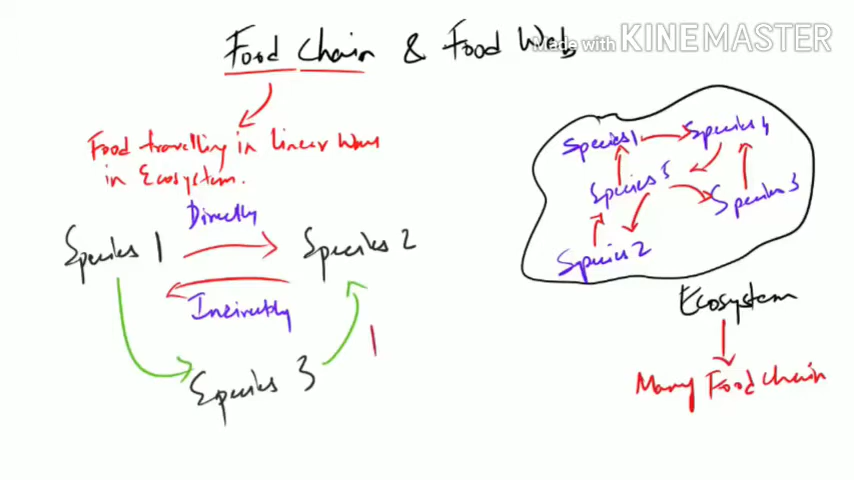 Food Chain & Food Web
Made with KINEMASTER
Food travelling in linear ways
in Ecosystem.
Directly
Species 1
Species 2
Indirectly
Species 3
Species 1
Species 4
Species 5
Species 3
Species 2
Ecosystem
Many Food chain